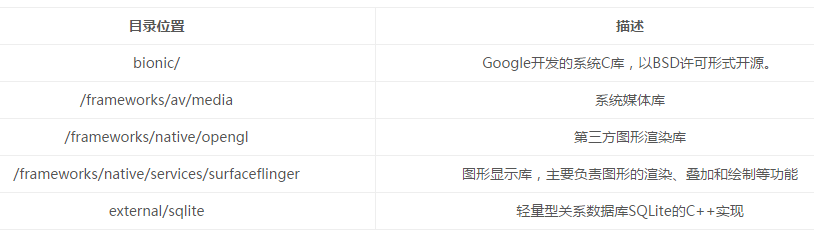 目录位置 描述
bionic/ Google开发的系统C库，以BSD许可形式开源。
/frameworks/av/media 系统媒体库
/frameworks/native/opengl 第三方图形渲染库
/frameworks/native/services/surfaceflinger 图形显示库，主要负责图形的渲染、叠加和绘制等功能
external/sqlite 轻量型关系数据库SQLite的C++实现